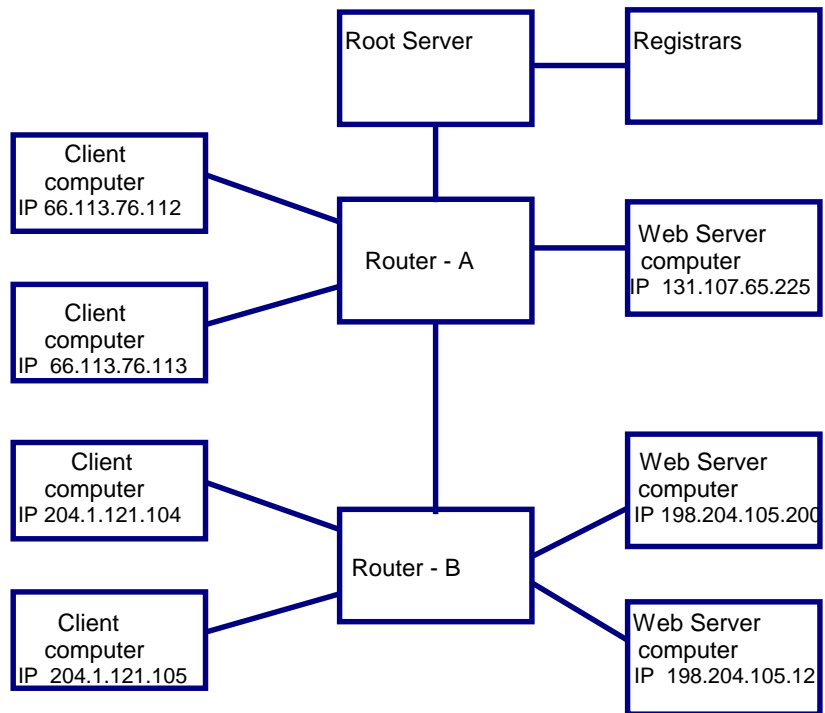 Root Server
Registrars
Client
computer
IP 66.113.76.112
Router - A
Web Server
computer
IP 131.107.65.225
Client
computer
IP 66.113.76.113
Client
computer
IP 204.1.121.104
Web Server
computer
IP 198.204.105.200
Router - B
Client
computer
IP 204.1.121.105
Web Server
computer
IP 198.204.105.12